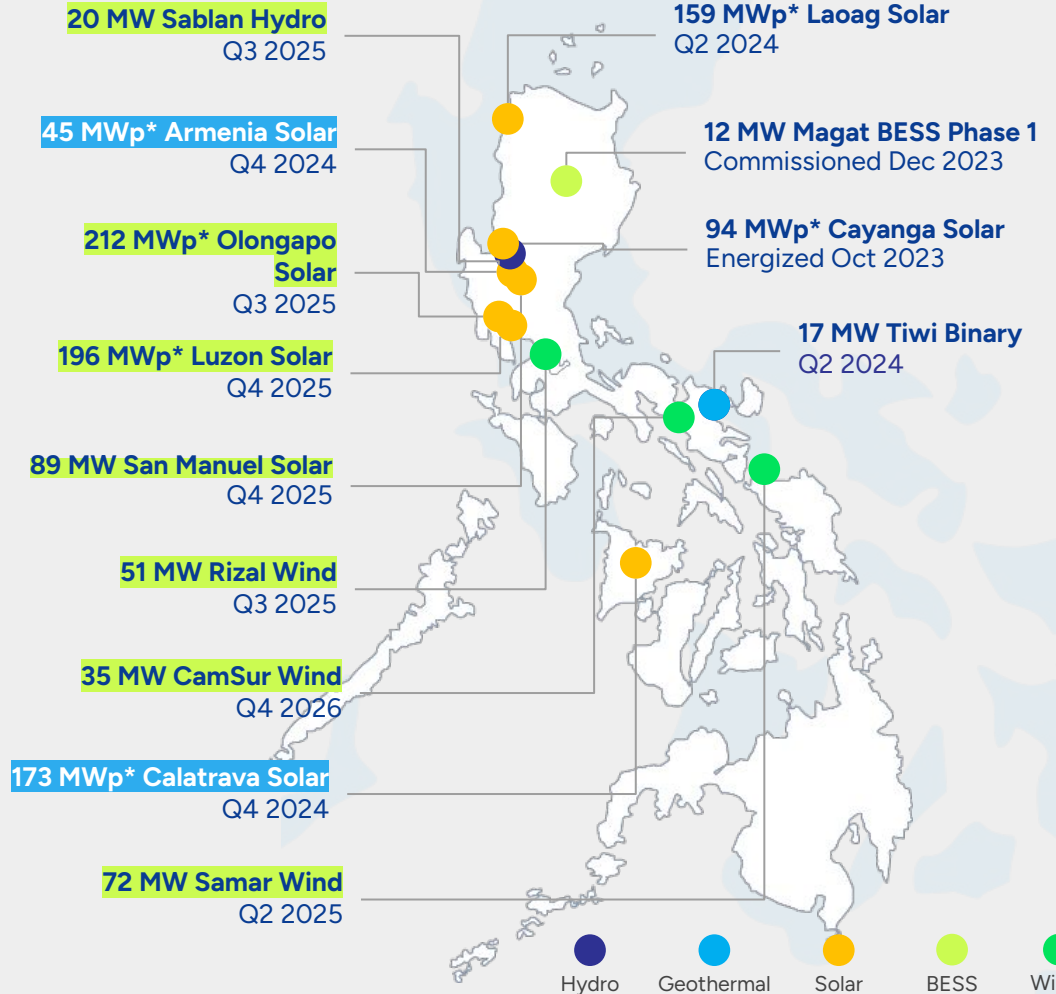 20 MW Sablan Hydro
Q3 2025
159 MWp* Laoag Solar
Q2 2024
45 MWp* Armenia Solar
Q4 2024
12 MW Magat BESS Phase 1
Commissioned Dec 2023
212 MWp* Olongapo
Solar
Q3 2025
94 MWp* Cayanga Solar
Energized Oct 2023
196 MWp* Luzon Solar
Q4 2025
17 MW Tiwi Binary
Q2 2024
89 MW San Manuel Solar
Q4 2025
51 MW Rizal Wind
Q3 2025
35 MW CamSur Wind
Q4 2026
173 MWp* Calatrava Solar
Q4 2024
72 MW Samar Wind
Q2 2025
Hydro Geothermal Solar BESS